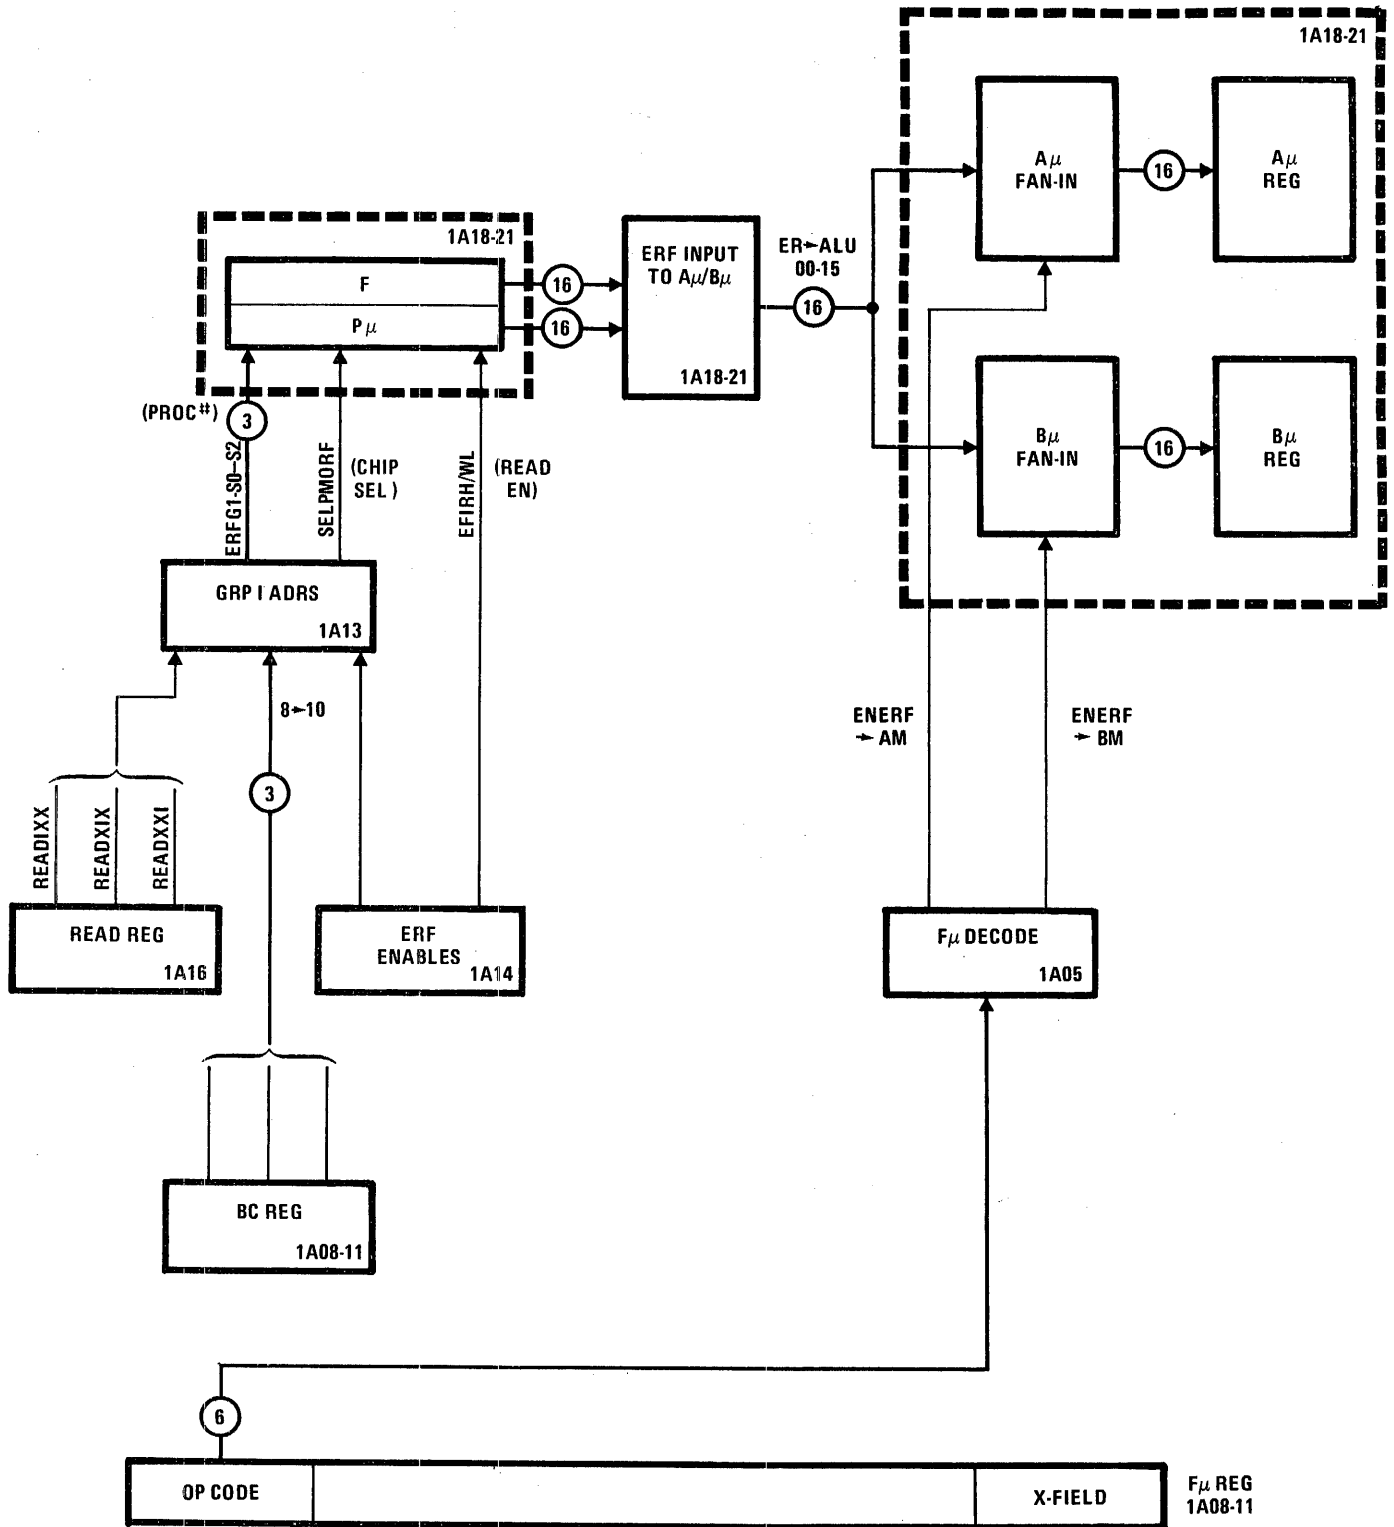 1A18-21
Aμ
FAN-IN
16
Aμ
REG
1A18-21
F
Pμ
16
16
ERF INPUT
TO Aμ/Bμ
1A18-21
ER→ALU
00-15
16
Bμ
FAN-IN
16
Bμ
REG
(PROC#)
3
ERFG1-S0–S2
SELPMORF
(CHIP
SEL)
EFIRH/WL
(READ
EN)
GRP I ADRS
1A13
8→10
3
READIXX
READXIX
READXXI
READ REG
1A16
ERF
ENABLES
1A14
ENERF
→ AM
ENERF
→ BM
Fμ DECODE
1A05
BC REG
1A08-11
6
OP CODE
X-FIELD
Fμ REG
1A08-11